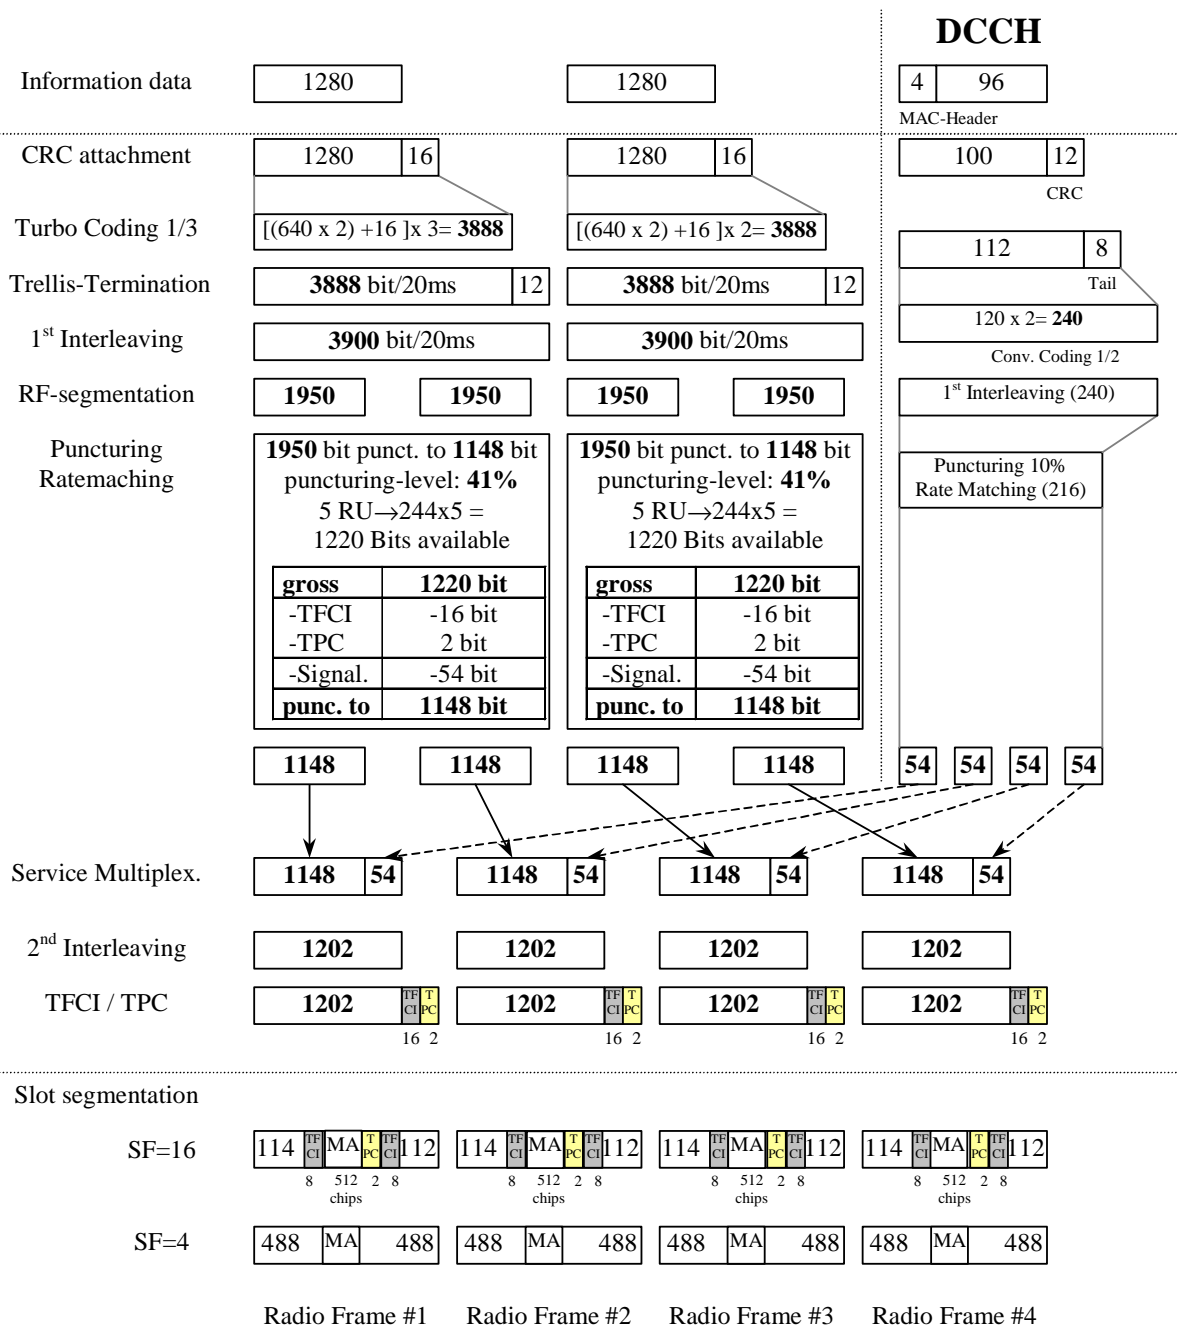 DCCH
Information data 1280 1280 4 96
MAC-Header
CRC attachment 1280 16 1280 16 100 12
CRC
Turbo Coding 1/3 [(640 x 2) +16 ]x 3= 3888 [(640 x 2) +16 ]x 2= 3888
112 8
Tail
Trellis-Termination 3888 bit/20ms 12 3888 bit/20ms 12
120 x 2= 240
Conv. Coding 1/2
1st Interleaving 3900 bit/20ms 3900 bit/20ms
RF-segmentation 1950 1950 1950 1950 1st Interleaving (240)
Puncturing
Ratemaching
1950 bit punct. to 1148 bit
puncturing-level: 41%
5 RU→244x5 =
1220 Bits available
gross 1220 bit
-TFCI -16 bit
-TPC 2 bit
-Signal. -54 bit
punc. to 1148 bit
1950 bit punct. to 1148 bit
puncturing-level: 41%
5 RU→244x5 =
1220 Bits available
gross 1220 bit
-TFCI -16 bit
-TPC 2 bit
-Signal. -54 bit
punc. to 1148 bit
Puncturing 10%
Rate Matching (216)
1148 1148 1148 1148 54 54 54 54
Service Multiplex. 1148 54 1148 54 1148 54 1148 54
2nd Interleaving 1202 1202 1202 1202
TFCI / TPC 1202 TF CI T PC 1202 TF CI T PC 1202 TF CI T PC 1202 TF CI T PC
16 2 16 2 16 2 16 2
Slot segmentation
SF=16 114 TF CI MA T PC TF CI 112 114 TF CI MA T PC TF CI 112 114 TF CI MA T PC TF CI 112 114 TF CI MA T PC TF CI 112
8 512 2 8 8 512 2 8 8 512 2 8 8 512 2 8
chips chips chips chips
SF=4 488 MA 488 488 MA 488 488 MA 488 488 MA 488
Radio Frame #1 Radio Frame #2 Radio Frame #3 Radio Frame #4